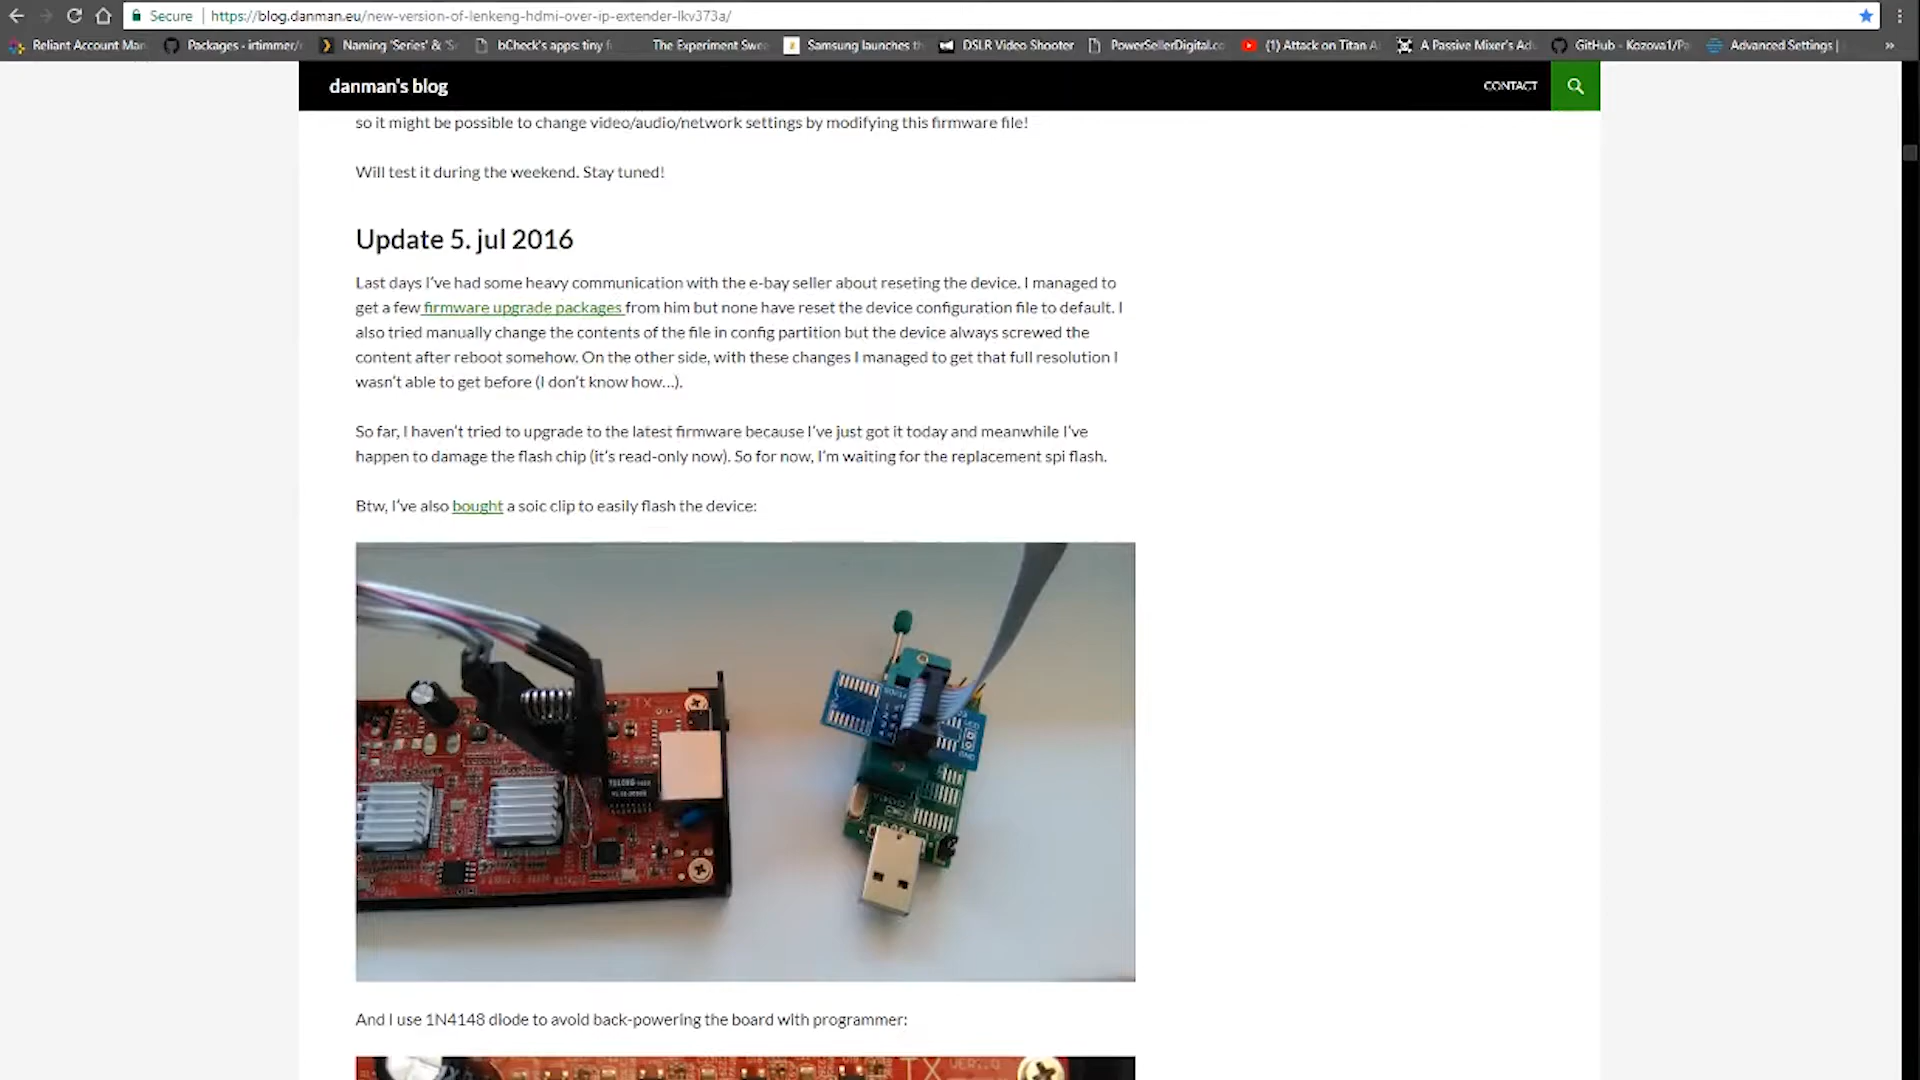 Secure https://blog.danman.eu/new-version-of-lenkeng-hdmi-over-ip-extender-lkv373a/
Reliant Account Man Packages - irtimmer/ Naming 'Series' & 'S bCheck's apps: tiny f The Experiment Swe Samsung launches th DSLR Video Shooter PowerSellerDigital.co (1) Attack on Titan A A Passive Mixer's Adv GitHub - Kozova1/Pa Advanced Settings | »
danman's blog CONTACT
so it might be possible to change video/audio/network settings by modifying this firmware file!
Will test it during the weekend. Stay tuned!
Update 5. jul 2016
Last days I've had some heavy communication with the e-bay seller about reseting the device. I managed to
get a few firmware upgrade packages from him but none have reset the device configuration file to default. I
also tried manually change the contents of the file in config partition but the device always screwed the
content after reboot somehow. On the other side, with these changes I managed to get that full resolution I
wasn't able to get before (I don't know how…).
So far, I haven't tried to upgrade to the latest firmware because I've just got it today and meanwhile I've
happen to damage the flash chip (it's read-only now). So for now, I'm waiting for the replacement spi flash.
Btw, I've also bought a soic clip to easily flash the device:
TX
And I use 1N4148 diode to avoid back-powering the board with programmer:
TX